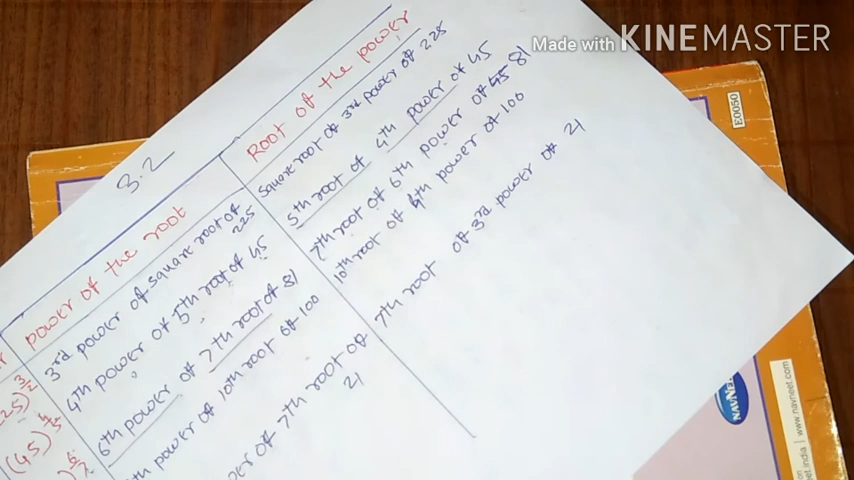 Made with KINEMASTER
3.2
Power of the root
Root of the power
3rd power of square root of
225
Square root of 3rd power of 225
4th power of 5th root of 45
5th root of 4th power of 45
6th power of 7th root of 81
7th root of 6th power of 81
th power of 10th root of 100
10th root of 4th power of 100
of 7th root of
21
7th root of 3rd power of 21
25) 3/2
(45) 4/5
) 6/7
E0050
NAVNEET
www.navneet.com